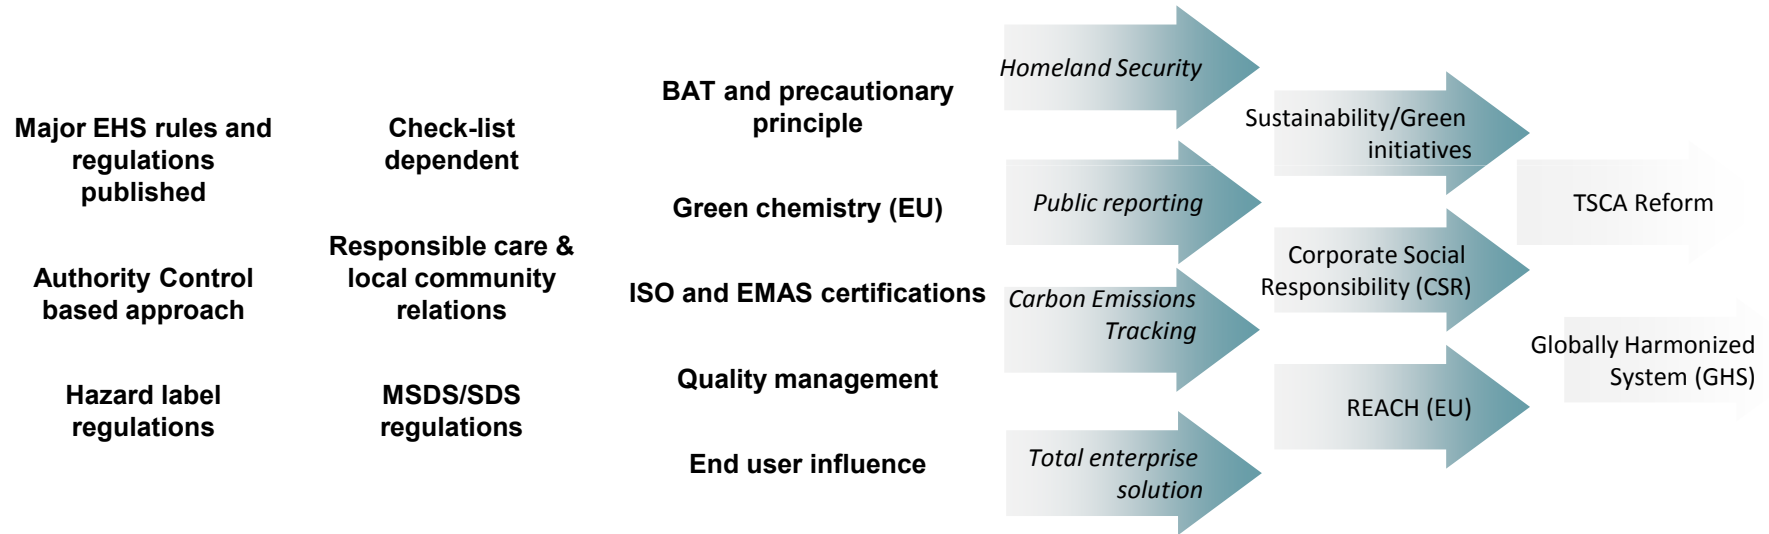 Major EHS rules and
regulations
published
Authority Control
based approach
Hazard label
regulations
Check-list
dependent
Responsible care &
local community
relations
MSDS/SDS
regulations
BAT and precautionary
principle
Green chemistry (EU)
ISO and EMAS certifications
Quality management
End user influence
Homeland Security
Public reporting
Carbon Emissions
Tracking
Total enterprise
solution
Sustainability/Green
initiatives
Corporate Social
Responsibility (CSR)
REACH (EU)
TSCA Reform
Globally Harmonized
System (GHS)